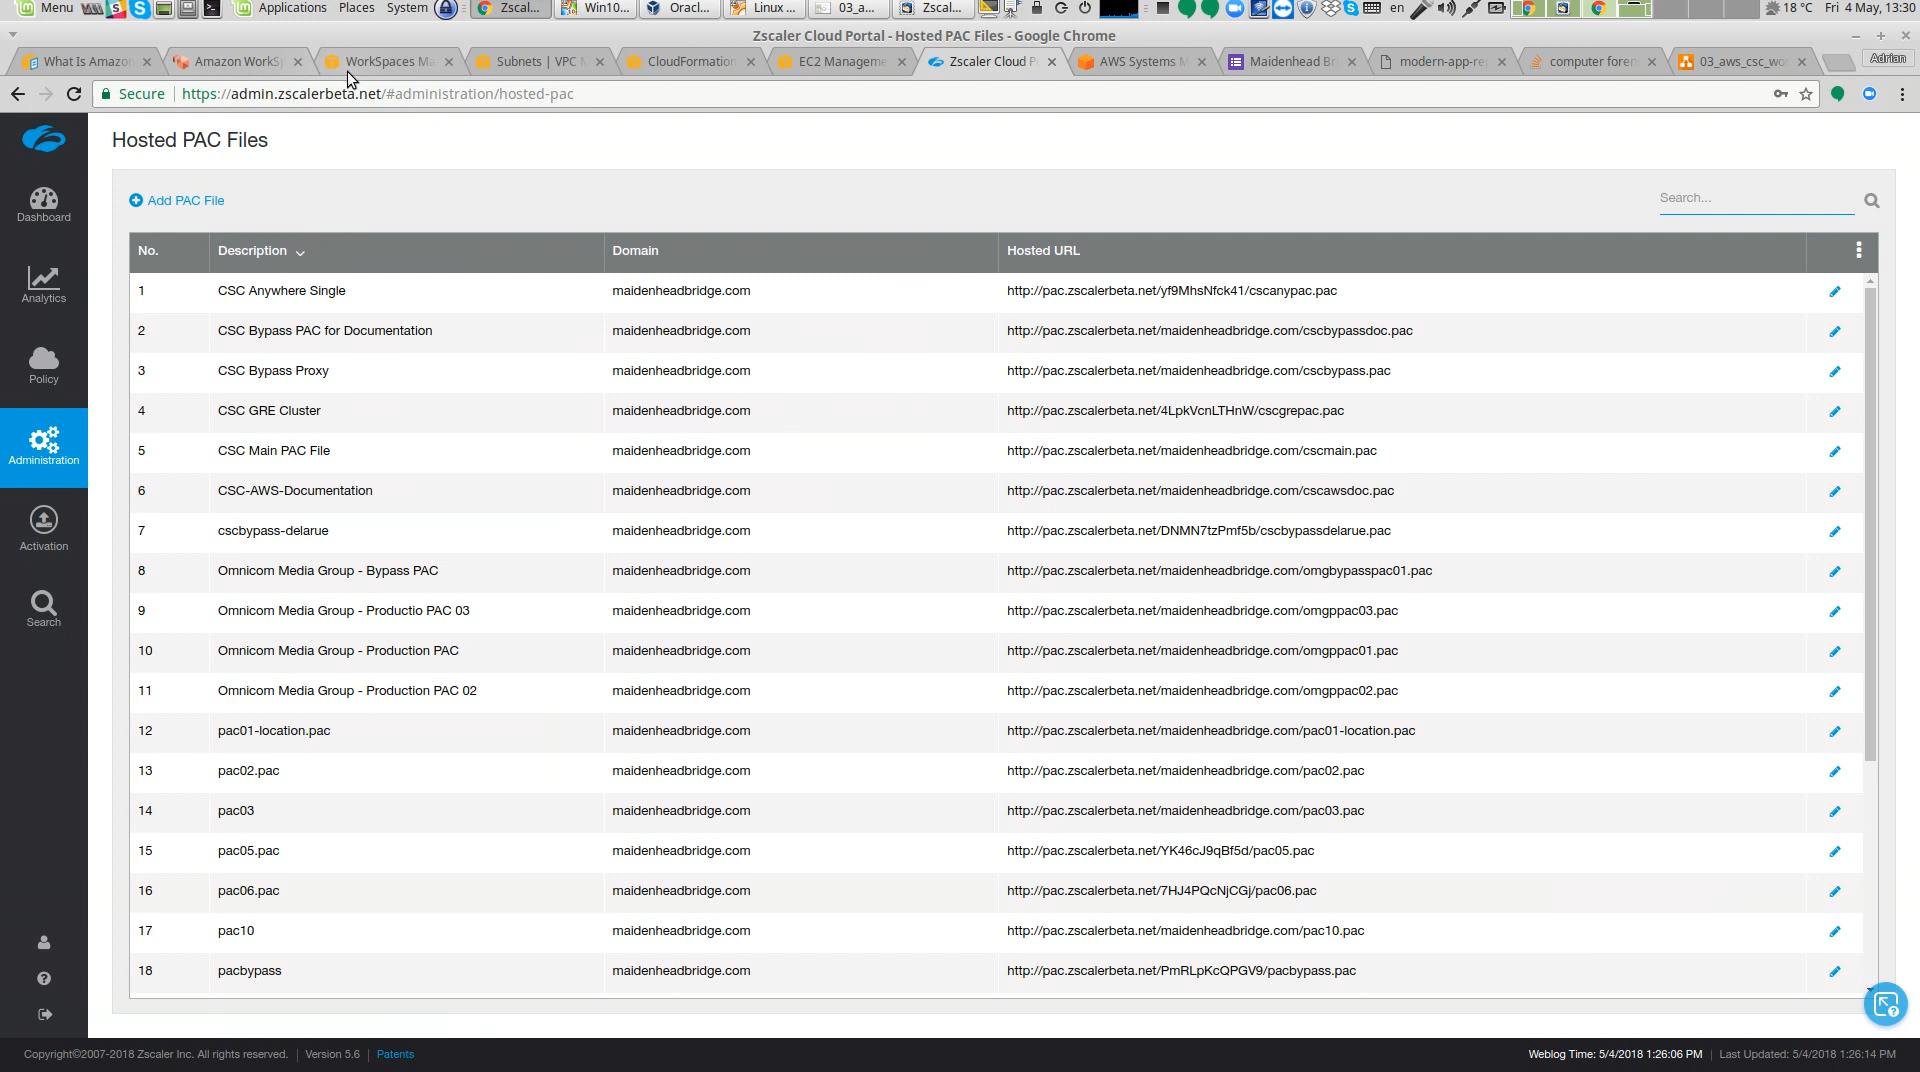 Menu Applications Places System Zscal... Win10... Oracl... Linux ... 03_a... Zscal... en 18 °C Fri 4 May, 13:30
Zscaler Cloud Portal - Hosted PAC Files - Google Chrome
What Is Amazon Amazon WorkSp WorkSpaces Ma Subnets | VPC M CloudFormation EC2 Manageme Zscaler Cloud P AWS Systems M Maidenhead Bri modern-app-rep computer foren 03_aws_csc_wo Adrian
Secure https://admin.zscalerbeta.net/#administration/hosted-pac
Hosted PAC Files
Add PAC File Search...
No. Description Domain Hosted URL
1 CSC Anywhere Single maidenheadbridge.com http://pac.zscalerbeta.net/yf9MhsNfck41/cscanypac.pac
2 CSC Bypass PAC for Documentation maidenheadbridge.com http://pac.zscalerbeta.net/maidenheadbridge.com/cscbypassdoc.pac
3 CSC Bypass Proxy maidenheadbridge.com http://pac.zscalerbeta.net/maidenheadbridge.com/cscbypass.pac
4 CSC GRE Cluster maidenheadbridge.com http://pac.zscalerbeta.net/4LpkVcnLTHnW/cscgrepac.pac
5 CSC Main PAC File maidenheadbridge.com http://pac.zscalerbeta.net/maidenheadbridge.com/cscmain.pac
6 CSC-AWS-Documentation maidenheadbridge.com http://pac.zscalerbeta.net/maidenheadbridge.com/cscawsdoc.pac
7 cscbypass-delarue maidenheadbridge.com http://pac.zscalerbeta.net/DNMN7tzPmf5b/cscbypassdelarue.pac
8 Omnicom Media Group - Bypass PAC maidenheadbridge.com http://pac.zscalerbeta.net/maidenheadbridge.com/omgbypasspac01.pac
9 Omnicom Media Group - Productio PAC 03 maidenheadbridge.com http://pac.zscalerbeta.net/maidenheadbridge.com/omgppac03.pac
10 Omnicom Media Group - Production PAC maidenheadbridge.com http://pac.zscalerbeta.net/maidenheadbridge.com/omgppac01.pac
11 Omnicom Media Group - Production PAC 02 maidenheadbridge.com http://pac.zscalerbeta.net/maidenheadbridge.com/omgppac02.pac
12 pac01-location.pac maidenheadbridge.com http://pac.zscalerbeta.net/maidenheadbridge.com/pac01-location.pac
13 pac02.pac maidenheadbridge.com http://pac.zscalerbeta.net/maidenheadbridge.com/pac02.pac
14 pac03 maidenheadbridge.com http://pac.zscalerbeta.net/maidenheadbridge.com/pac03.pac
15 pac05.pac maidenheadbridge.com http://pac.zscalerbeta.net/YK46cJ9qBf5d/pac05.pac
16 pac06.pac maidenheadbridge.com http://pac.zscalerbeta.net/7HJ4PQcNjCGj/pac06.pac
17 pac10 maidenheadbridge.com http://pac.zscalerbeta.net/maidenheadbridge.com/pac10.pac
18 pacbypass maidenheadbridge.com http://pac.zscalerbeta.net/PmRLpKcQPGV9/pacbypass.pac
Dashboard
Analytics
Policy
Administration
Activation
Search
Copyright©2007-2018 Zscaler Inc. All rights reserved. | Version 5.6 | Patents Weblog Time: 5/4/2018 1:26:06 PM | Last Updated: 5/4/2018 1:26:14 PM